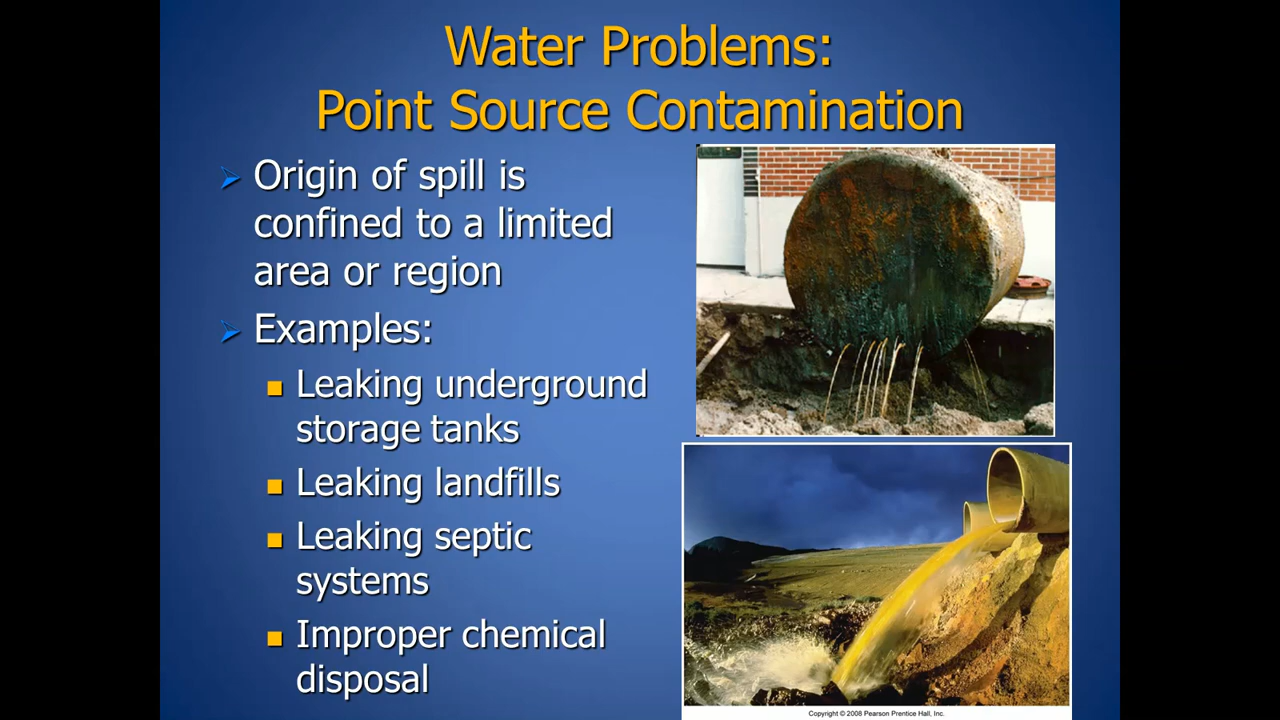 Water Problems:
Point Source Contamination
Origin of spill is
confined to a limited
area or region
Examples:
Leaking underground
storage tanks
Leaking landfills
Leaking septic
systems
Improper chemical
disposal
Copyright © 2008 Pearson Prentice Hall, Inc.